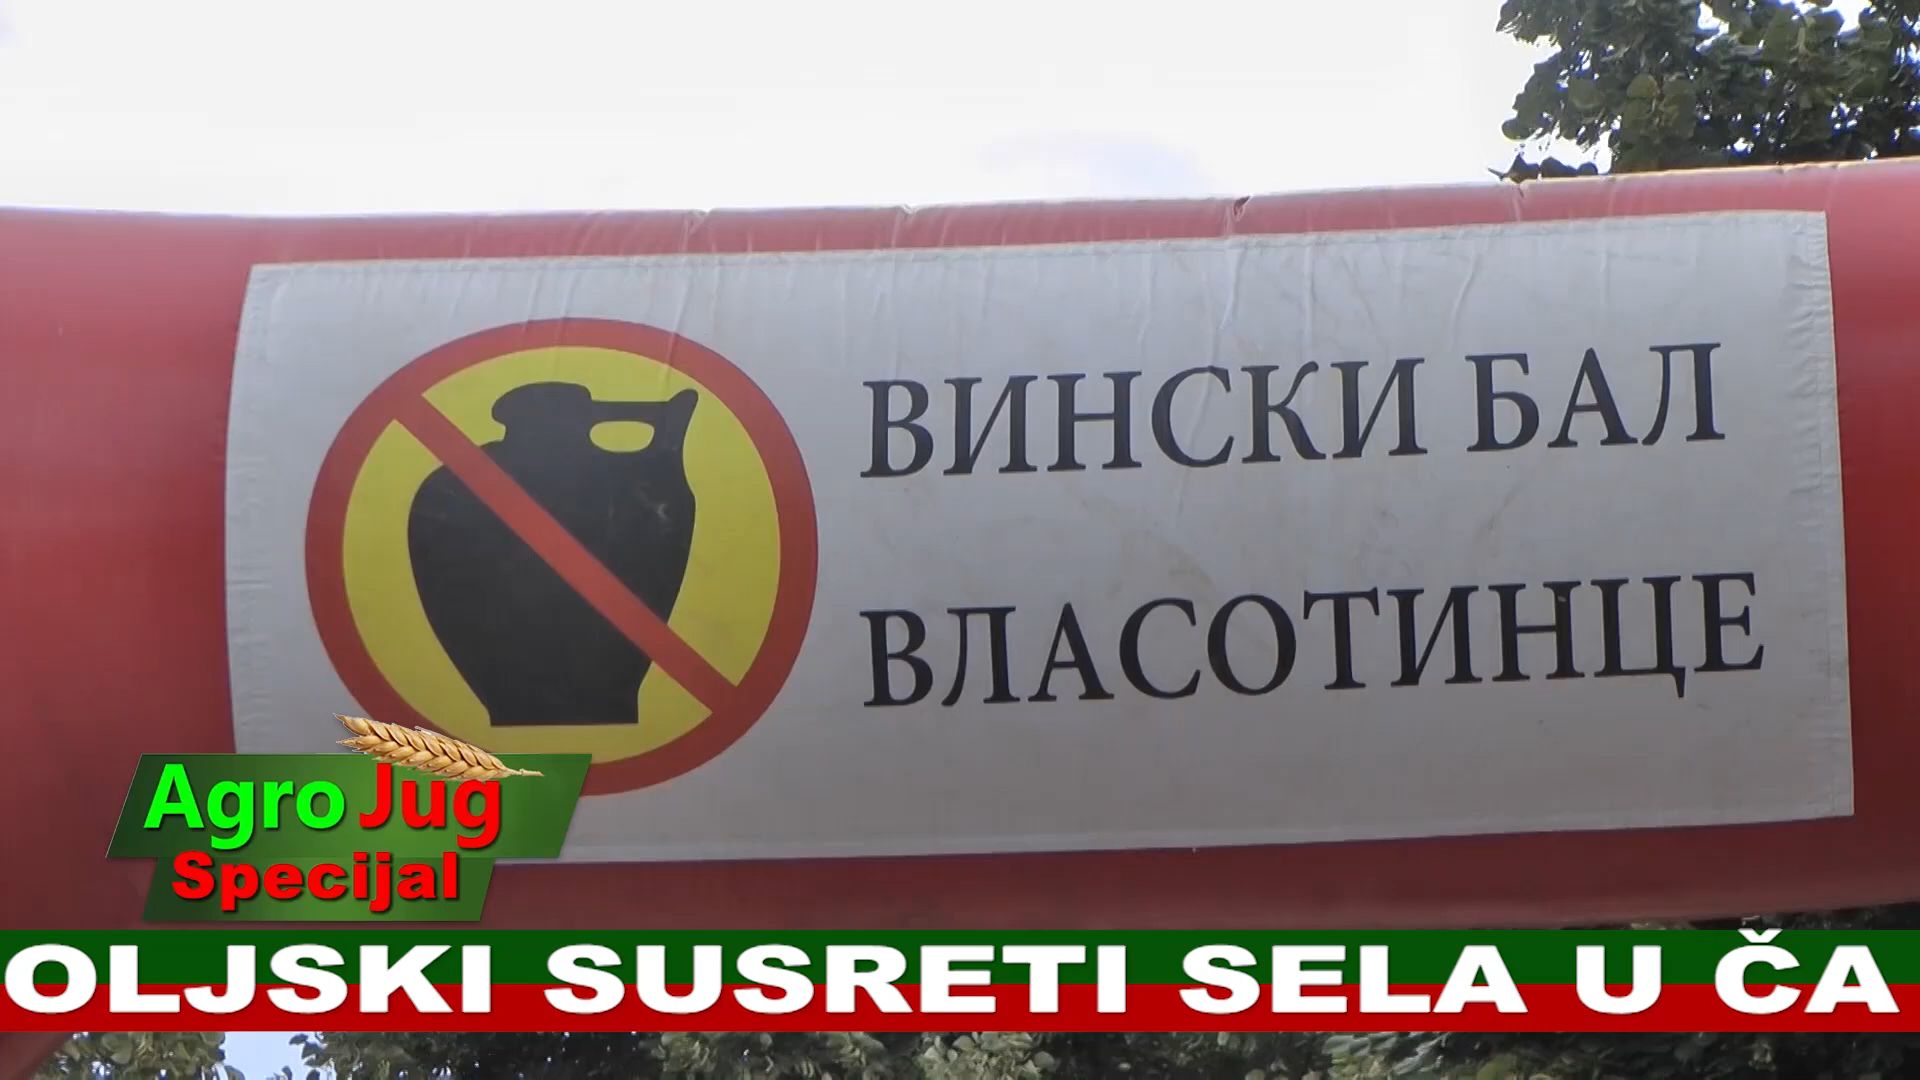 ВИНСКИ БАЛ
ВЛАСОТИНЦЕ
Agro Jug
Specijal
OLJSKI SUSRETI SELA U ČA